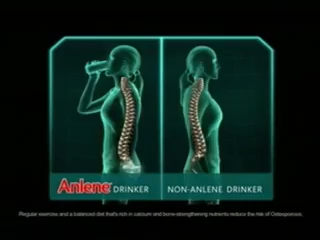 Anlene DRINKER
NON-ANLENE DRINKER
Regular exercise, and a balanced diet that's rich in calcium and bone-strengthening nutrients reduce the risk of Osteoporosis.